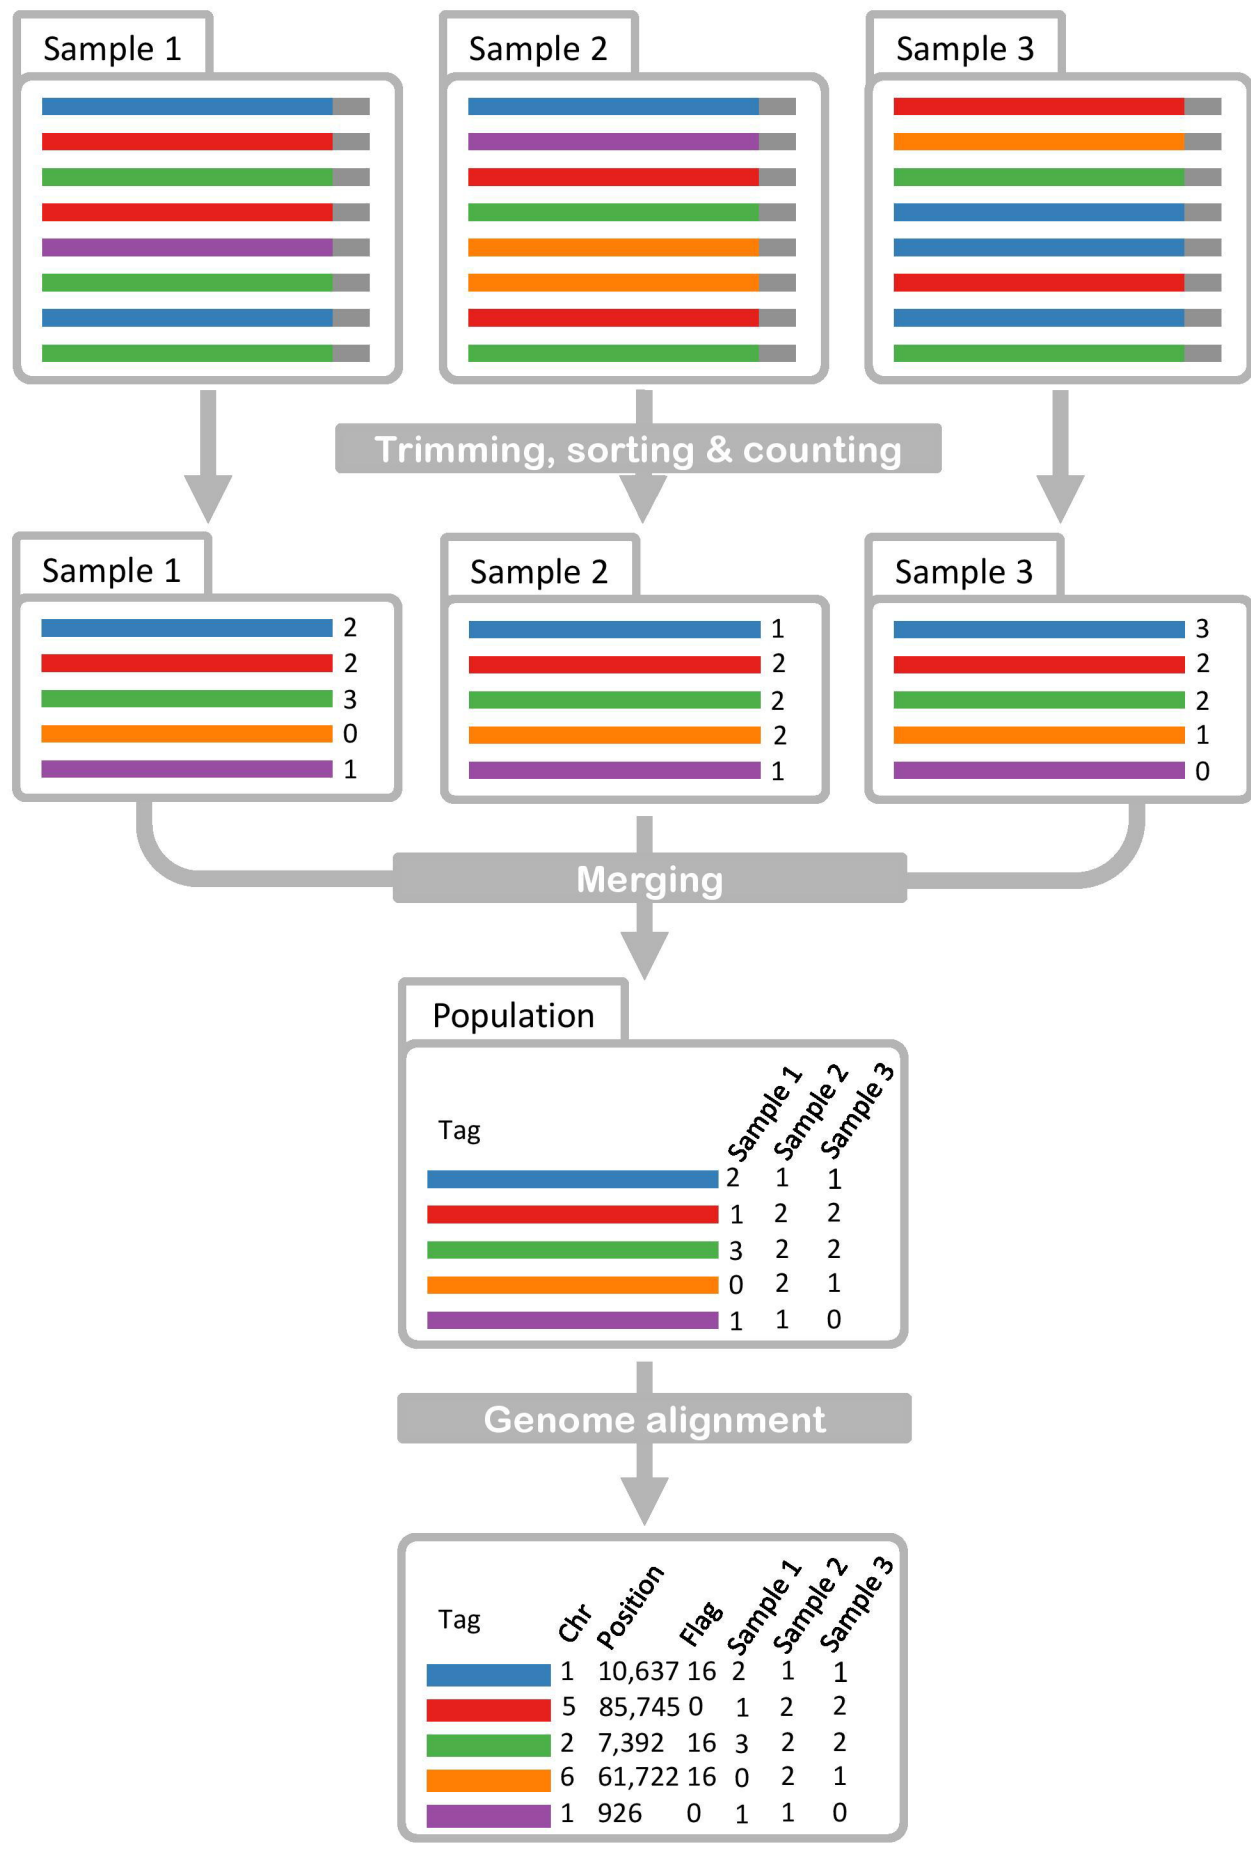 Sample 1
Sample 2
Sample 3
Trimming, sorting & counting
Sample 1
2
2
3
0
1
Sample 2
1
2
2
2
1
Sample 3
3
2
2
1
0
Merging
Population
Tag Sample 1 Sample 2 Sample 3
2 1 1
1 2 2
3 2 2
0 2 1
1 1 0
Genome alignment
Tag Chr Position Flag Sample 1 Sample 2 Sample 3
1 10,637 16 2 1 1
5 85,745 0 1 2 2
2 7,392 16 3 2 2
6 61,722 16 0 2 1
1 926 0 1 1 0